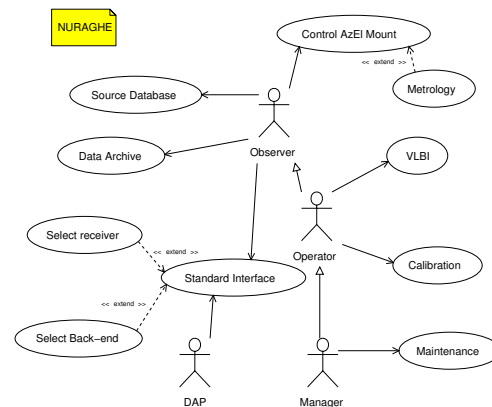 NURAGHE
Control AzEl Mount
<< extend >>
Metrology
Source Database
Observer
Data Archive
VLBI
Select receiver
<< extend >>
Operator
Standard Interface
Calibration
<< extend >>
Select Back-end
Maintenance
DAP
Manager